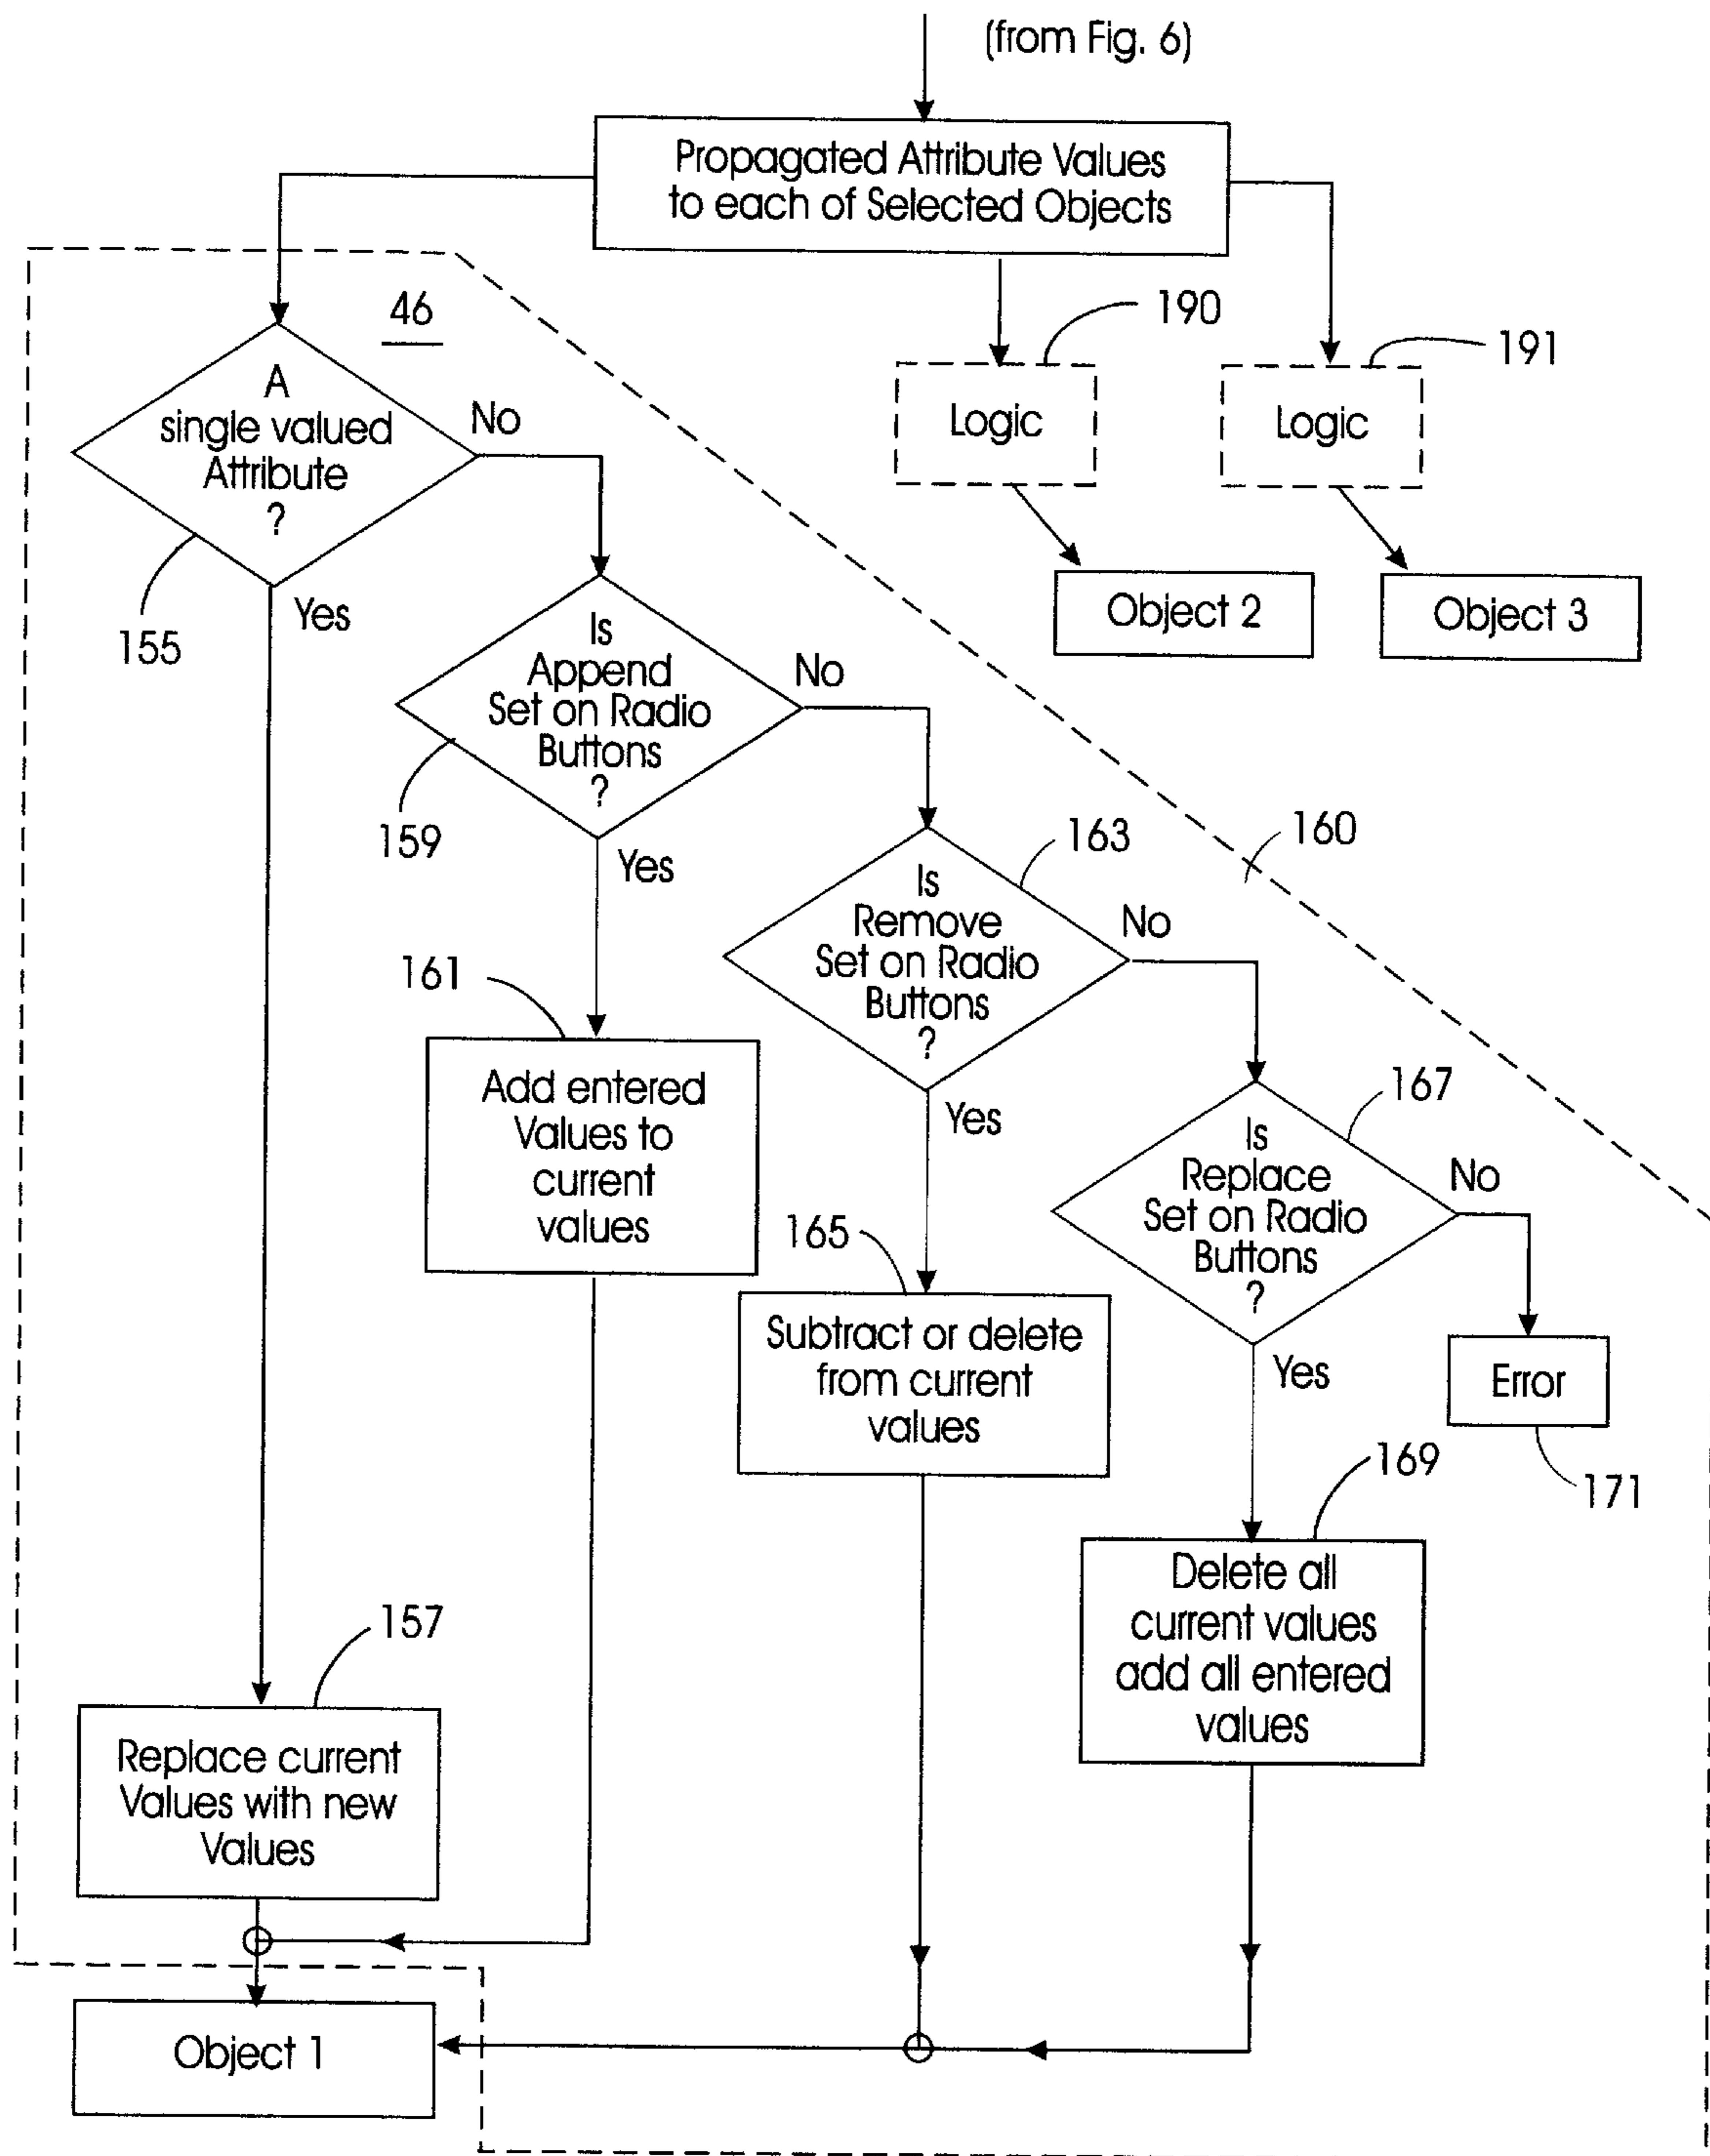 (from Fig. 6)
Propagated Attribute Values
to each of Selected Objects
46
190
191
A
single valued
Attribute
?
No
Logic
Logic
155
Yes
Object 2
Object 3
Is
Append
Set on Radio
Buttons
?
No
159
Yes
160
163
Is
Remove
Set on Radio
Buttons
?
No
161
Add entered
Values to
current
values
Yes
167
Is
Replace
Set on Radio
Buttons
?
No
165
Subtract or delete
from current
values
Yes
Error
171
169
Delete all
current values
add all entered
values
157
Replace current
Values with new
Values
Object 1